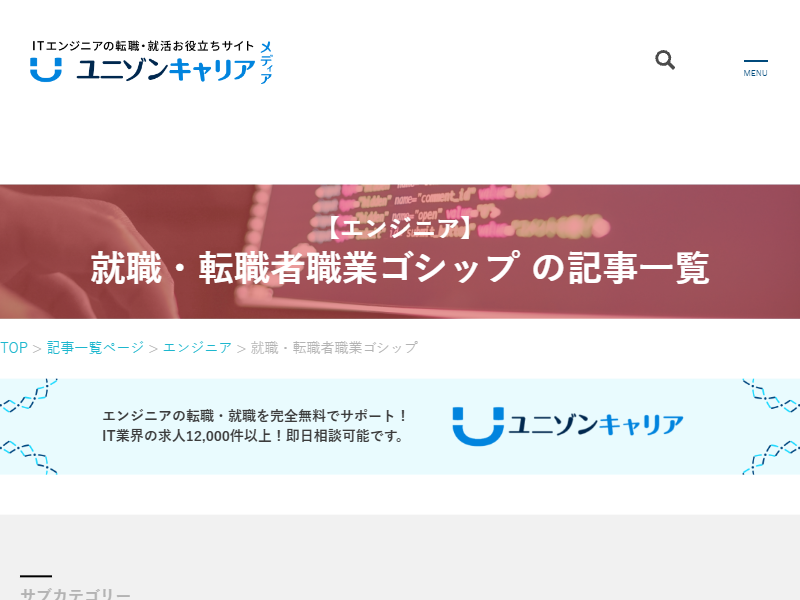 ITエンジニアの転職・就活お役立ちサイト
ユニゾンキャリア
メディア
MENU
【エンジニア】
就職・転職者職業ゴシップ の記事一覧
TOP > 記事一覧ページ > エンジニア > 就職・転職者職業ゴシップ
エンジニアの転職・就職を完全無料でサポート！
IT業界の求人12,000件以上！即日相談可能です。
ユニゾンキャリア
サブカテゴリー